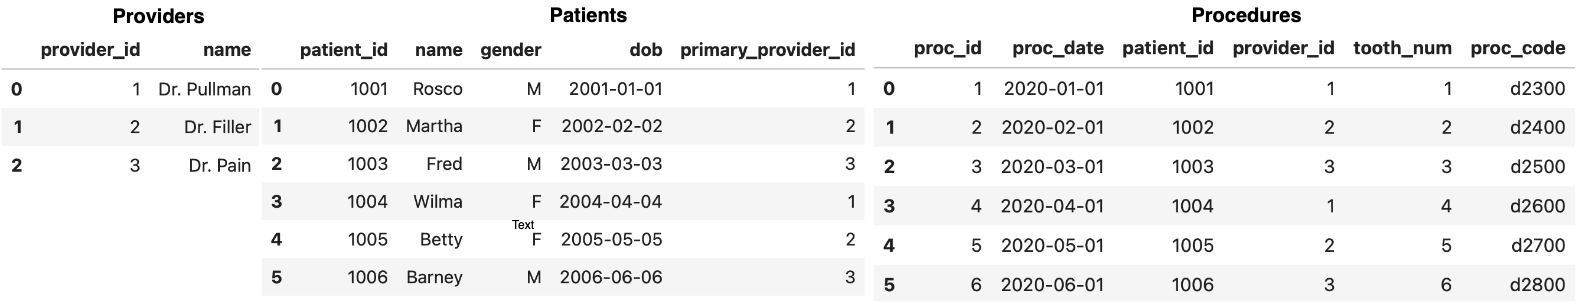 Providers
provider_id name
0 1 Dr. Pullman
1 2 Dr. Filler
2 3 Dr. Pain
Patients
patient_id name gender dob primary_provider_id
0 1001 Rosco M 2001-01-01 1
1 1002 Martha F 2002-02-02 2
2 1003 Fred M 2003-03-03 3
3 1004 Wilma F 2004-04-04 1
Text
4 1005 Betty F 2005-05-05 2
5 1006 Barney M 2006-06-06 3
Procedures
proc_id proc_date patient_id provider_id tooth_num proc_code
0 1 2020-01-01 1001 1 1 d2300
1 2 2020-02-01 1002 2 2 d2400
2 3 2020-03-01 1003 3 3 d2500
3 4 2020-04-01 1004 1 4 d2600
4 5 2020-05-01 1005 2 5 d2700
5 6 2020-06-01 1006 3 6 d2800